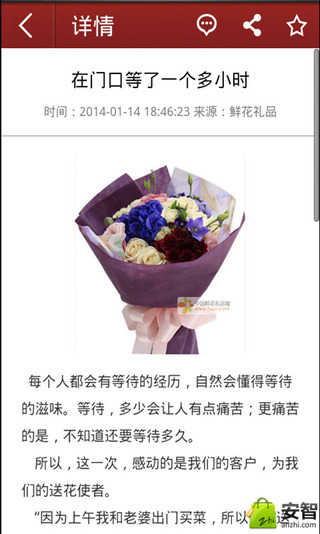 详情
在门口等了一个多小时
时间：2014-01-14 18:46:23 来源：鲜花礼品
每个人都会有等待的经历，自然会懂得等待
的滋味。等待，多少会让人有点痛苦；更痛苦
的是，不知道还要等待多久。
所以，这一次，感动的是我们的客户，为我
们的送花使者。
“因为上午我和老婆出门买菜，所以
送
安智
anzhi.com